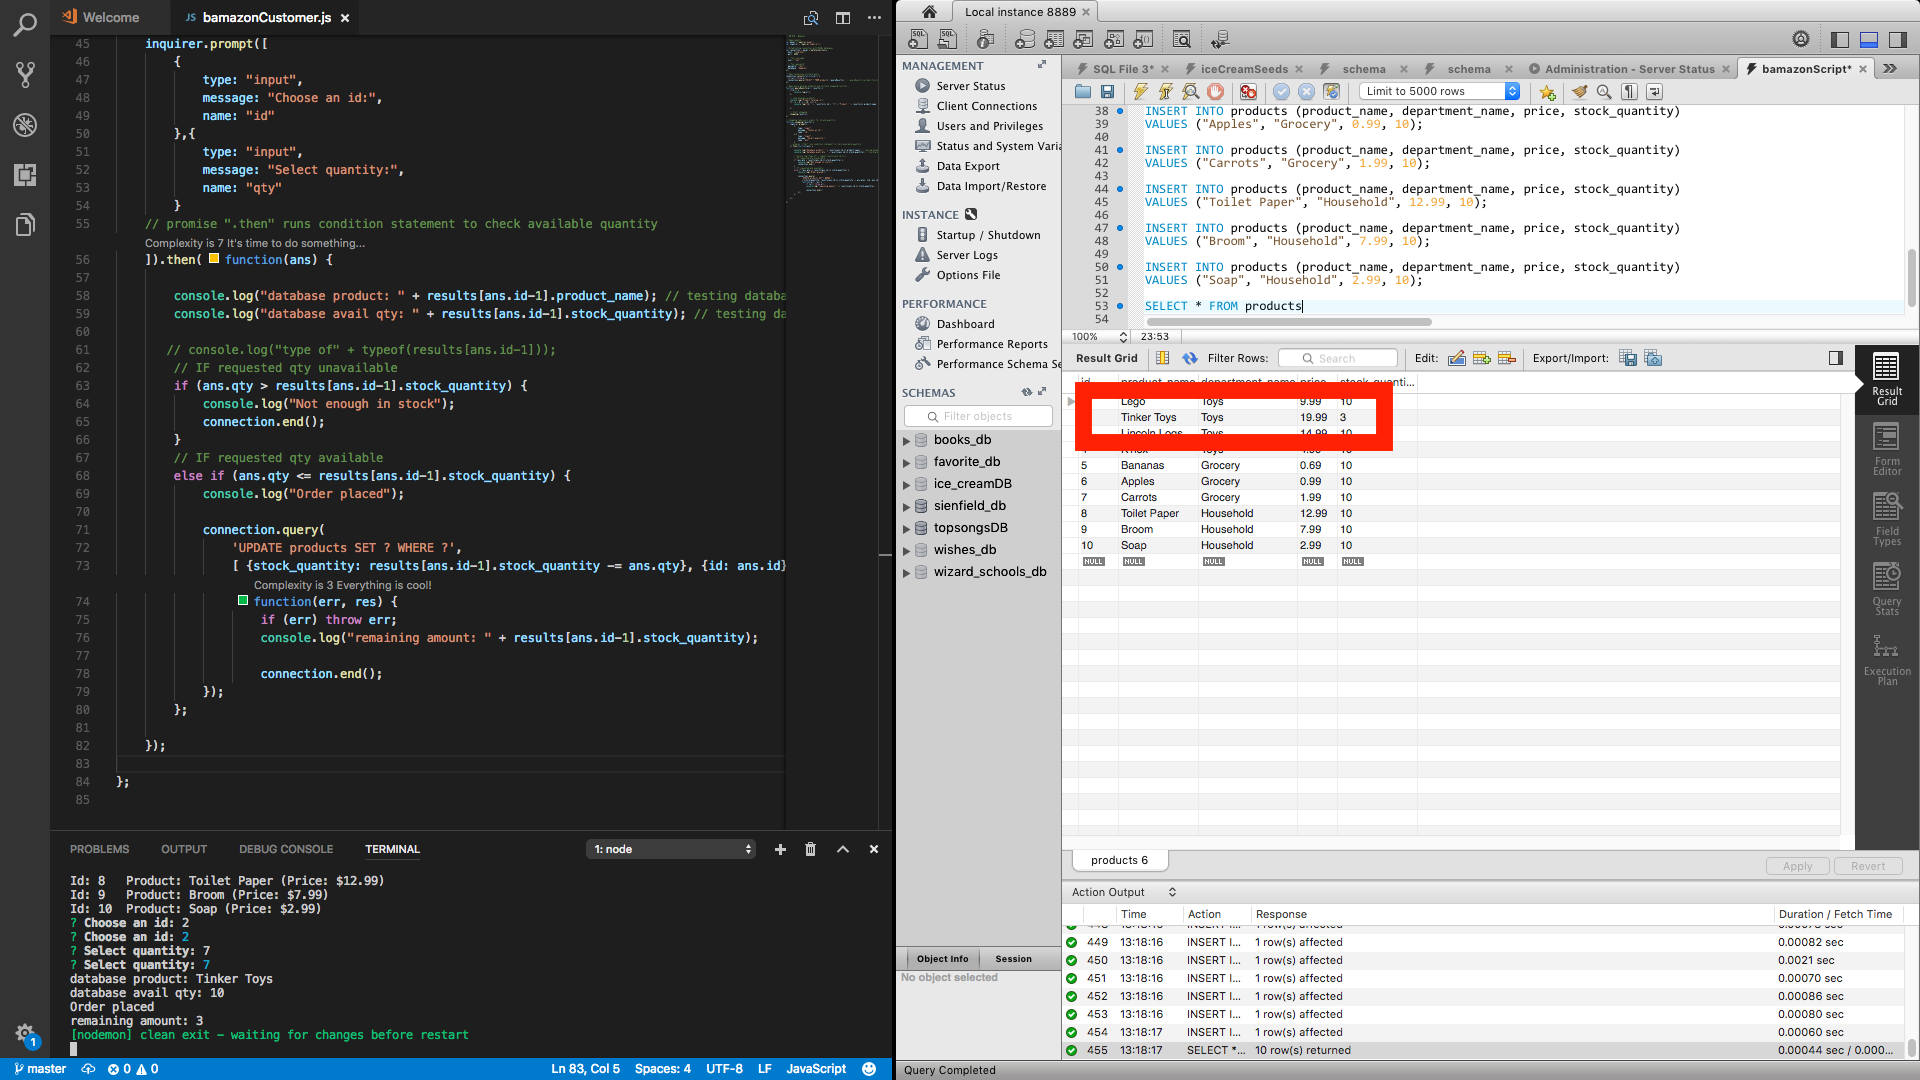 Welcome
JS bamazonCustomer.js
45 inquirer.prompt([
46 {
47 type: "input",
48 message: "Choose an id:",
49 name: "id"
50 },{
51 type: "input",
52 message: "Select quantity:",
53 name: "qty"
54 }
55 // promise ".then" runs condition statement to check available quantity
Complexity is 7 It's time to do something...
56 ]).then( function(ans) {
57
58 console.log("database product: " + results[ans.id-1].product_name); // testing databa
59 console.log("database avail qty: " + results[ans.id-1].stock_quantity); // testing da
60
61 // console.log("type of" + typeof(results[ans.id-1]));
62 // IF requested qty unavailable
63 if (ans.qty > results[ans.id-1].stock_quantity) {
64 console.log("Not enough in stock");
65 connection.end();
66 }
67 // IF requested qty available
68 else if (ans.qty <= results[ans.id-1].stock_quantity) {
69 console.log("Order placed");
70
71 connection.query(
72 'UPDATE products SET ? WHERE ?',
73 [ {stock_quantity: results[ans.id-1].stock_quantity -= ans.qty}, {id: ans.id}
Complexity is 3 Everything is cool!
74 function(err, res) {
75 if (err) throw err;
76 console.log("remaining amount: " + results[ans.id-1].stock_quantity);
77
78 connection.end();
79 });
80 };
81
82 });
83
84 };
85
PROBLEMS OUTPUT DEBUG CONSOLE TERMINAL 1: node
Id: 8 Product: Toilet Paper (Price: $12.99)
Id: 9 Product: Broom (Price: $7.99)
Id: 10 Product: Soap (Price: $2.99)
? Choose an id: 2
? Choose an id: 2
? Select quantity: 7
? Select quantity: 7
database product: Tinker Toys
database avail qty: 10
Order placed
remaining amount: 3
[nodemon] clean exit - waiting for changes before restart
1
master 0 0 Ln 83, Col 5 Spaces: 4 UTF-8 LF JavaScript
Local instance 8889
MANAGEMENT
Server Status
Client Connections
Users and Privileges
Status and System Varia
Data Export
Data Import/Restore
INSTANCE
Startup / Shutdown
Server Logs
Options File
PERFORMANCE
Dashboard
Performance Reports
Performance Schema Se
SCHEMAS
Filter objects
books_db
favorite_db
ice_creamDB
sienfield_db
topsongsDB
wishes_db
wizard_schools_db
Object Info Session
No object selected
SQL File 3* iceCreamSeeds schema schema Administration - Server Status bamazonScript*
Limit to 5000 rows
38 INSERT INTO products (product_name, department_name, price, stock_quantity)
39 VALUES ("Apples", "Grocery", 0.99, 10);
40
41 INSERT INTO products (product_name, department_name, price, stock_quantity)
42 VALUES ("Carrots", "Grocery", 1.99, 10);
43
44 INSERT INTO products (product_name, department_name, price, stock_quantity)
45 VALUES ("Toilet Paper", "Household", 12.99, 10);
46
47 INSERT INTO products (product_name, department_name, price, stock_quantity)
48 VALUES ("Broom", "Household", 7.99, 10);
49
50 INSERT INTO products (product_name, department_name, price, stock_quantity)
51 VALUES ("Soap", "Household", 2.99, 10);
52
53 SELECT * FROM products
54
100% 23:53
Result Grid Filter Rows: Search Edit: Export/Import:
id product_name department_name price stock_quanti...
Lego Toys 9.99 10
Tinker Toys Toys 19.99 3
Lincoln Logs Toys 14.99 10
5 Bananas Grocery 0.69 10
6 Apples Grocery 0.99 10
7 Carrots Grocery 1.99 10
8 Toilet Paper Household 12.99 10
9 Broom Household 7.99 10
10 Soap Household 2.99 10
NULL NULL NULL NULL NULL
Result Grid
Form Editor
Field Types
Query Stats
Execution Plan
products 6
Apply Revert
Action Output
Time Action Response Duration / Fetch Time
449 13:18:16 INSERT I... 1 row(s) affected 0.00082 sec
450 13:18:16 INSERT I... 1 row(s) affected 0.0021 sec
451 13:18:16 INSERT I... 1 row(s) affected 0.00070 sec
452 13:18:16 INSERT I... 1 row(s) affected 0.00086 sec
453 13:18:16 INSERT I... 1 row(s) affected 0.00080 sec
454 13:18:17 INSERT I... 1 row(s) affected 0.00060 sec
455 13:18:17 SELECT *... 10 row(s) returned 0.00044 sec / 0.000...
Query Completed